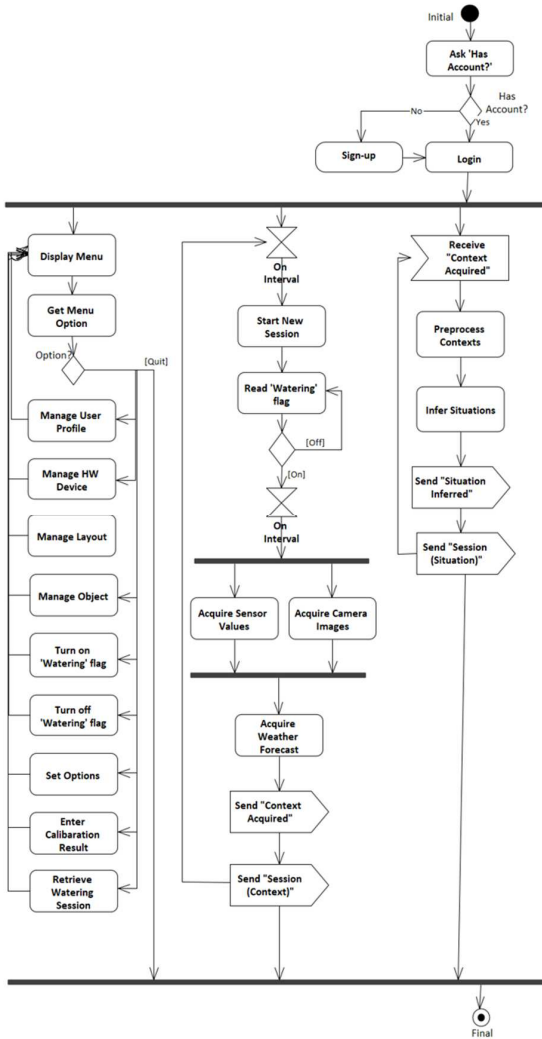 Initial
Ask 'Has
Account?'
Has
Account?
No
Yes
Sign-up
Login
Display Menu
Get Menu
Option
Option?
[Quit]
Manage User
Profile
Manage HW
Device
Manage Layout
Manage Object
Turn on
'Watering' flag
Turn off
'Watering' flag
Set Options
Enter
Calibaration
Result
Retrieve
Watering
Session
On
Interval
Start New
Session
Read 'Watering'
flag
[Off]
[On]
On
Interval
Acquire Sensor
Values
Acquire Camera
Images
Acquire
Weather
Forecast
Send "Context
Acquired"
Send "Session
(Context)"
Receive
"Context
Acquired"
Preprocess
Contexts
Infer Situations
Send "Situation
Inferred"
Send "Session
(Situation)"
Final